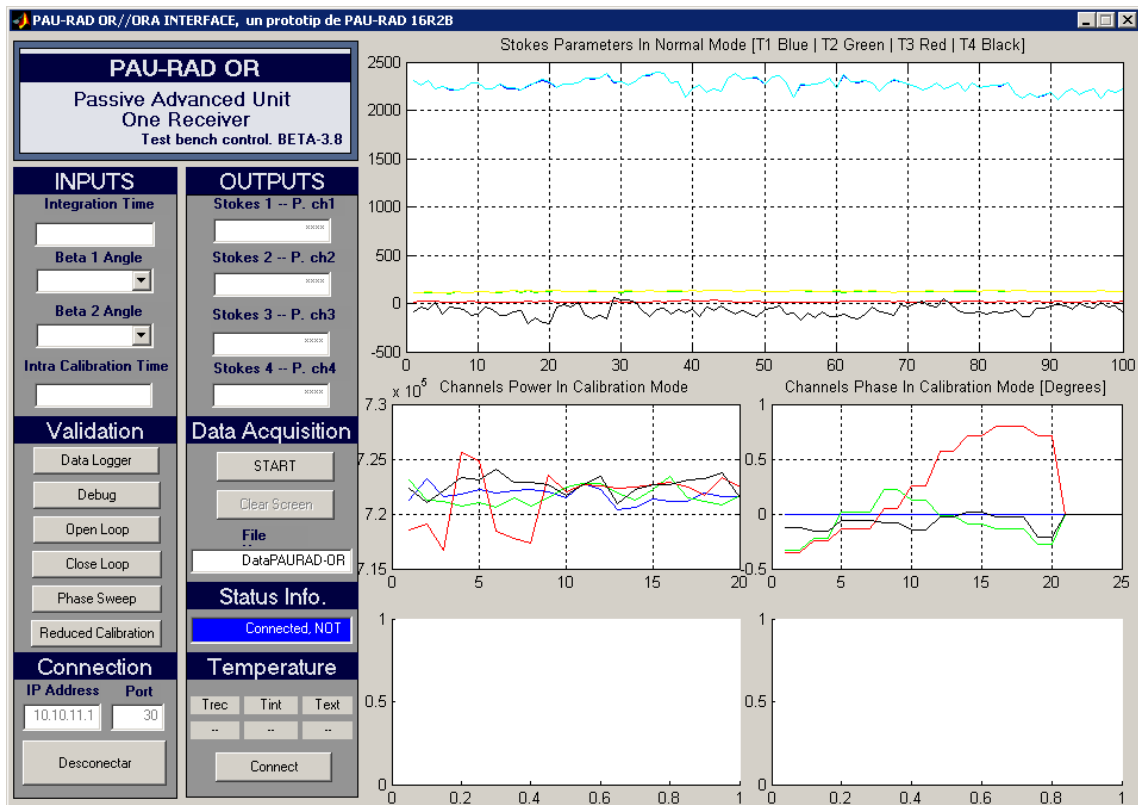 PAU-RAD OR//ORA INTERFACE, un prototip de PAU-RAD 16R2B
PAU-RAD OR
Passive Advanced Unit
One Receiver
Test bench control. BETA-3.8
INPUTS
Integration Time
Beta 1 Angle
Beta 2 Angle
Intra Calibration Time
OUTPUTS
Stokes 1 -- P. ch1
xxxx
Stokes 2 -- P. ch2
xxxx
Stokes 3 -- P. ch3
xxxx
Stokes 4 -- P. ch4
xxxx
Validation
Data Logger
Debug
Open Loop
Close Loop
Phase Sweep
Reduced Calibration
Data Acquisition
START
Clear Screen
File
DataPAURAD-OR
Status Info.
Connected, NOT
Connection
IP Address Port
10.10.11.1 30
Desconectar
Temperature
Trec Tint Text
-- -- --
Connect
Stokes Parameters In Normal Mode [T1 Blue | T2 Green | T3 Red | T4 Black]
2500
2000
1500
1000
500
0
-500
0 10 20 30 40 50 60 70 80 90 100
x 10^5 Channels Power In Calibration Mode
7.3
7.25
7.2
7.15
0 5 10 15 20
Channels Phase In Calibration Mode [Degrees]
1
0.5
0
-0.5
0 5 10 15 20 25
1
0.5
0
0 0.2 0.4 0.6 0.8 1
1
0.5
0
0 0.2 0.4 0.6 0.8 1